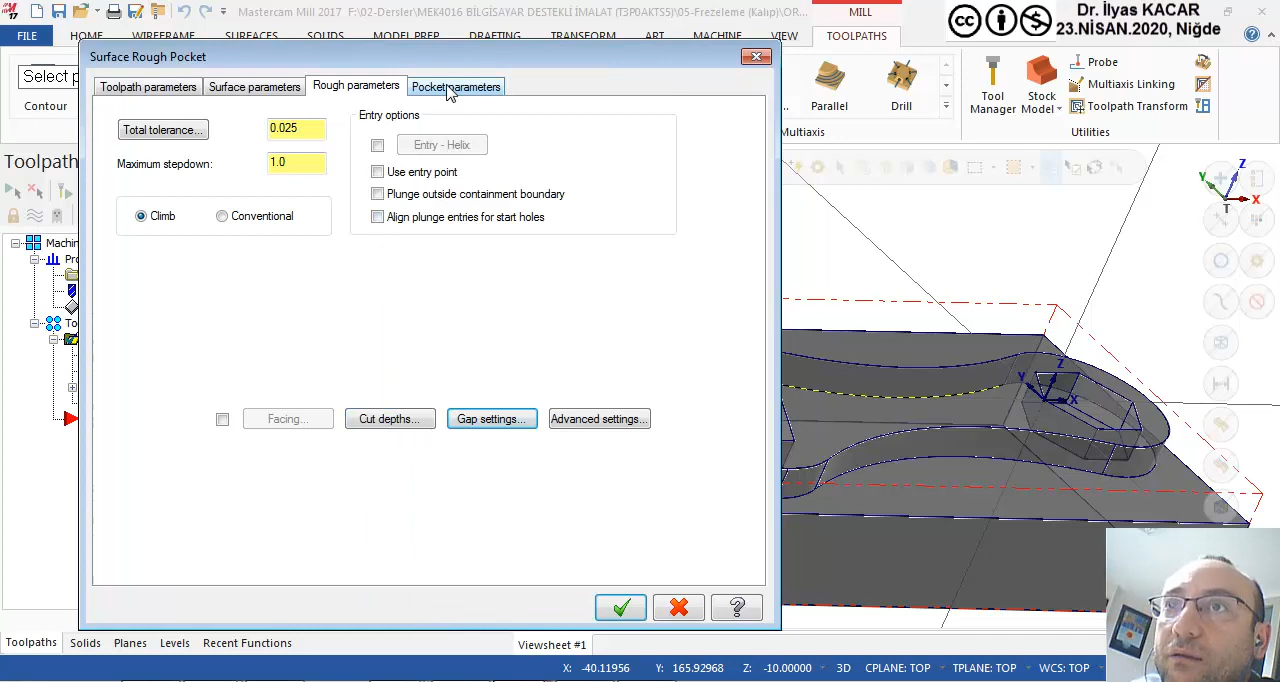 Mastercam Mill 2017 F:\02-Dersler\MEK4016 BİLGİSAYAR DESTEKLİ İMALAT (T3P0AKTS5)\05-Frezeleme (Kalıp)\OR...
MILL
Dr. İlyas KACAR
23.NİSAN.2020, Niğde
FILE
HOME
WIREFRAME
SURFACES
SOLIDS
MODEL
DRAFTING
TRANSFORM
ART
MACHINE
VIEW
TOOLPATHS
Surface Rough Pocket
Select p
Contour
Toolpath parameters
Surface parameters
Rough parameters
Pocket parameters
Parallel
Drill
Multiaxis
Tool
Manager
Stock
Model
Probe
Multiaxis Linking
Toolpath Transform
Utilities
Toolpath
Total tolerance...
0.025
Maximum stepdown:
1.0
Climb
Conventional
Entry options
Entry - Helix
Use entry point
Plunge outside containment boundary
Align plunge entries for start holes
Machin
Pro
To
Facing...
Cut depths...
Gap settings...
Advanced settings...
Z
Y
X
T
Z
Y
X
Toolpaths
Solids
Planes
Levels
Recent Functions
Viewsheet #1
X: -40.11956
Y: 165.92968
Z: -10.00000
3D
CPLANE: TOP
TPLANE: TOP
WCS: TOP